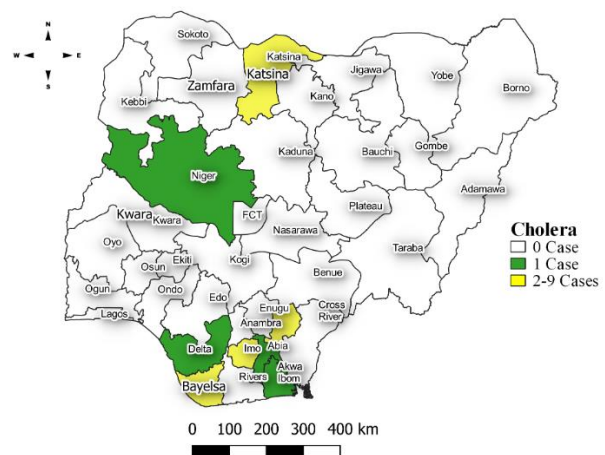 N
W E
S
Sokoto
Katsina
Katsina
Zamfara
Jigawa
Yobe
Borno
Kebbi
Kano
Kaduna
Bauchi
Gombe
Niger
Adamawa
Plateau
FCT
Kwara
Kwara
Nasarawa
Taraba
Oyo
Kogi
Ekiti
Osun
Benue
Ogun
Ondo
Edo
Lagos
Enugu
Cross
River
Anambra
Delta
Imo
Abia
Akwa
Ibom
Rivers
Bayelsa
Cholera
0 Case
1 Case
2-9 Cases
0 100 200 300 400 km